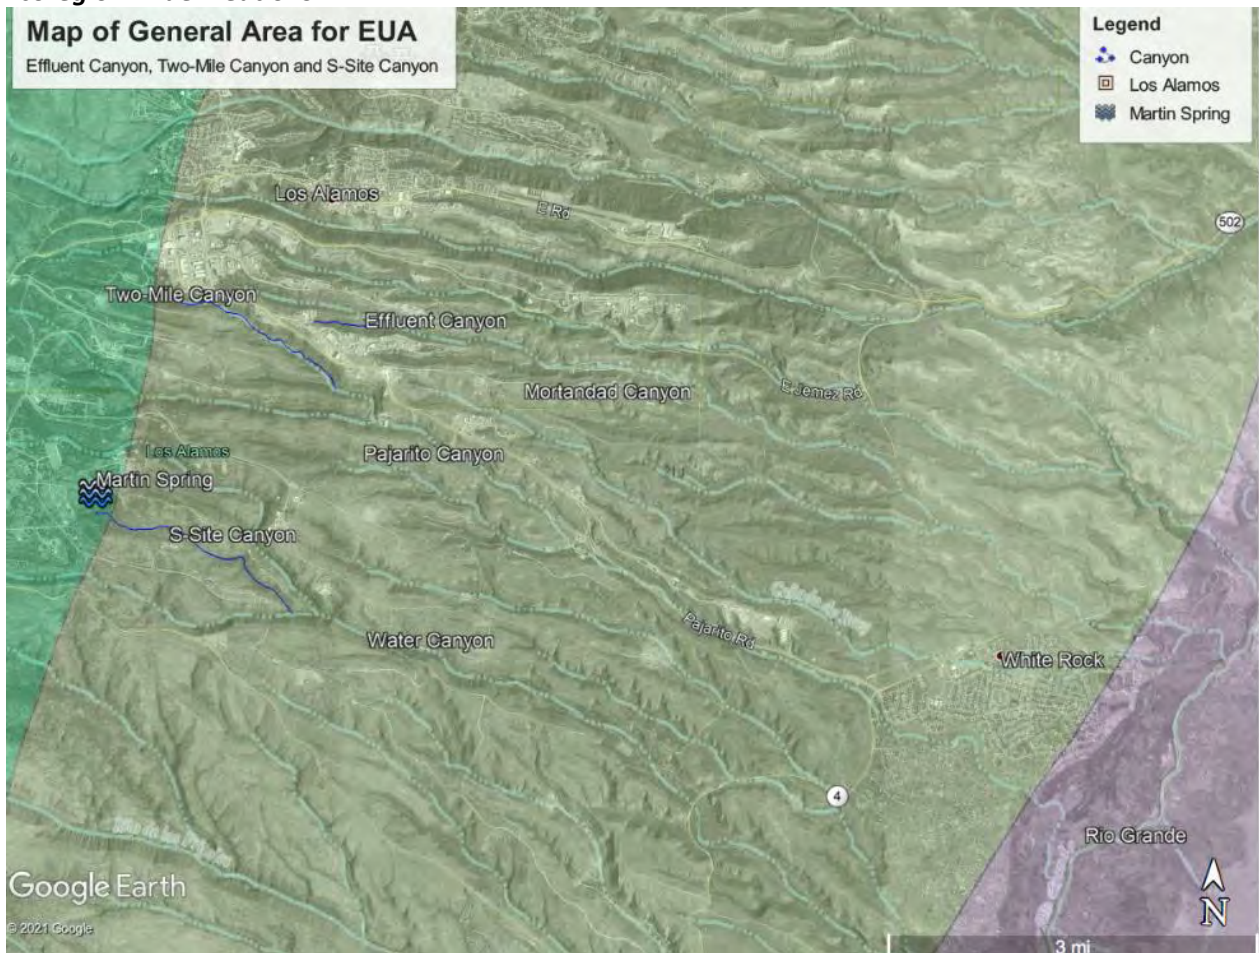 Map of General Area for EUA
Effluent Canyon, Two-Mile Canyon and S-Site Canyon
Legend
Canyon
Los Alamos
Martin Spring
Los Alamos
E Rd
502
Two-Mile Canyon
Effluent Canyon
Mortandad Canyon
E Jemez Rd
Los Alamos
Pajarito Canyon
Martin Spring
S-Site Canyon
Water Canyon
Pajarito Rd
White Rock
4
Rio Grande
Google Earth
N
© 2021 Google
3 mi